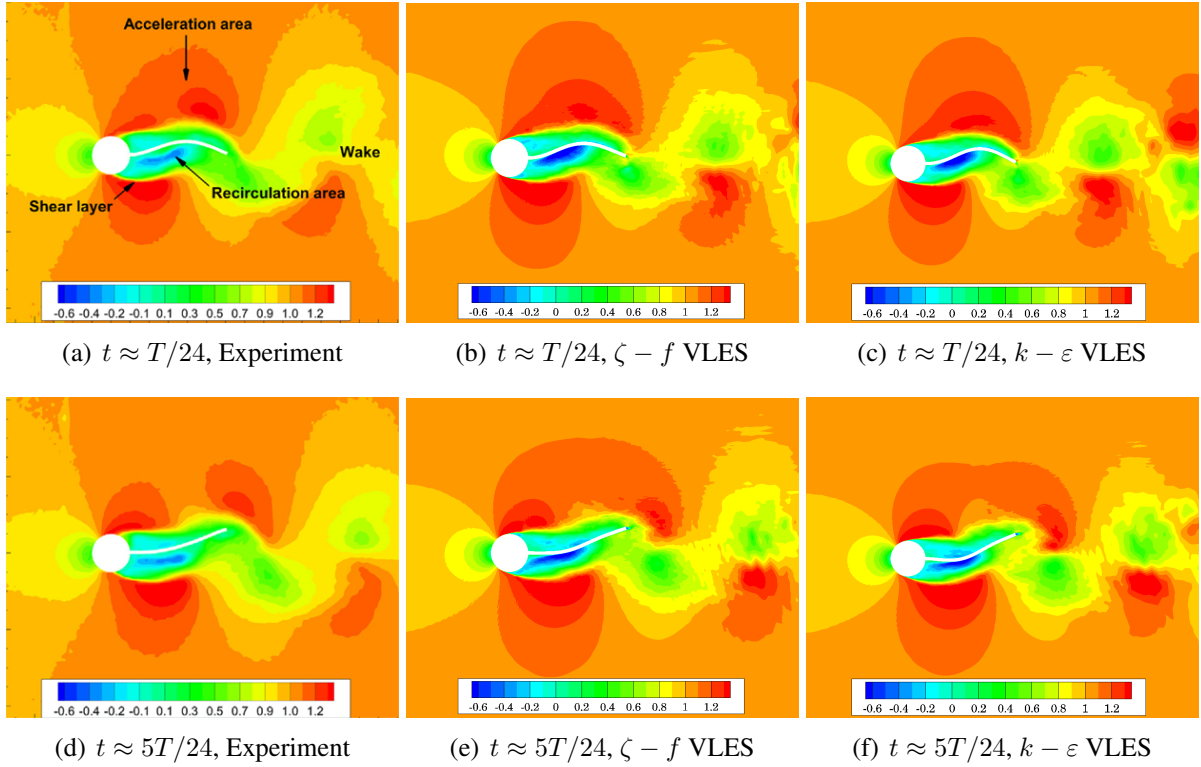 Acceleration area
Wake
Recirculation area
Shear layer
-0.6 -0.4 -0.2 -0.1 0.1 0.3 0.5 0.7 0.9 1.0 1.2
-0.6 -0.4 -0.2 0 0.2 0.4 0.6 0.8 1 1.2
-0.6 -0.4 -0.2 0 0.2 0.4 0.6 0.8 1 1.2
(a) t ≈ T/24, Experiment
(b) t ≈ T/24, ζ − f VLES
(c) t ≈ T/24, k − ε VLES
-0.6 -0.4 -0.2 -0.1 0.1 0.3 0.5 0.7 0.9 1.0 1.2
-0.6 -0.4 -0.2 0 0.2 0.4 0.6 0.8 1 1.2
-0.6 -0.4 -0.2 0 0.2 0.4 0.6 0.8 1 1.2
(d) t ≈ 5T/24, Experiment
(e) t ≈ 5T/24, ζ − f VLES
(f) t ≈ 5T/24, k − ε VLES